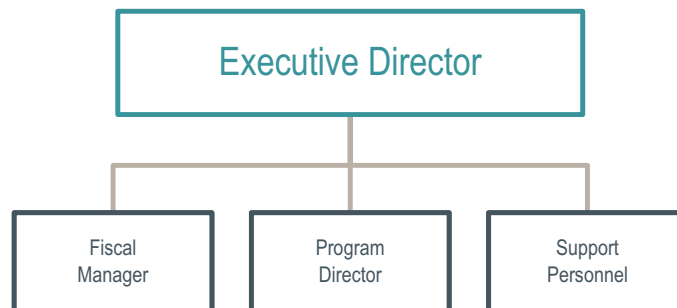 Executive Director
Fiscal
Manager
Program
Director
Support
Personnel